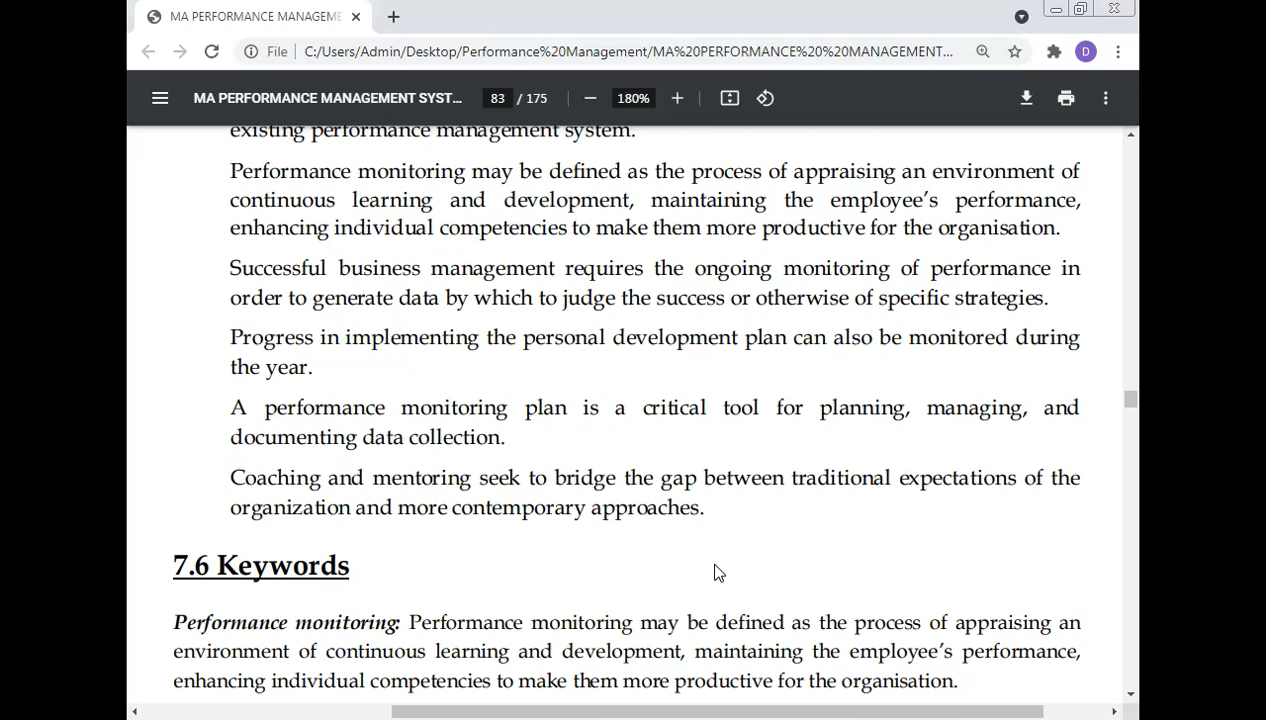 MA PERFORMANCE MANAGEME
File C:/Users/Admin/Desktop/Performance%20Management/MA%20PERFORMANCE%20%20MANAGEMENT...
D
MA PERFORMANCE MANAGEMENT SYST... 83 / 175 180%
existing performance management system.
Performance monitoring may be defined as the process of appraising an environment of
continuous learning and development, maintaining the employee’s performance,
enhancing individual competencies to make them more productive for the organisation.
Successful business management requires the ongoing monitoring of performance in
order to generate data by which to judge the success or otherwise of specific strategies.
Progress in implementing the personal development plan can also be monitored during
the year.
A performance monitoring plan is a critical tool for planning, managing, and
documenting data collection.
Coaching and mentoring seek to bridge the gap between traditional expectations of the
organization and more contemporary approaches.
7.6 Keywords
Performance monitoring: Performance monitoring may be defined as the process of appraising an
environment of continuous learning and development, maintaining the employee’s performance,
enhancing individual competencies to make them more productive for the organisation.